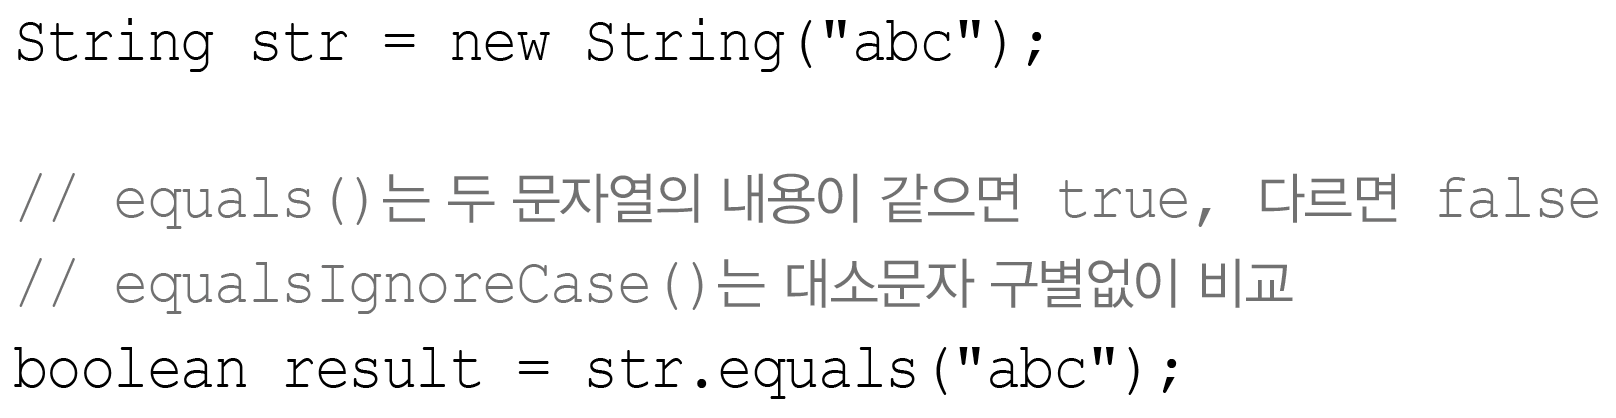 String str = new String("abc");
// equals()는 두 문자열의 내용이 같으면 true, 다르면 false
// equalsIgnoreCase()는 대소문자 구별없이 비교
boolean result = str.equals("abc");